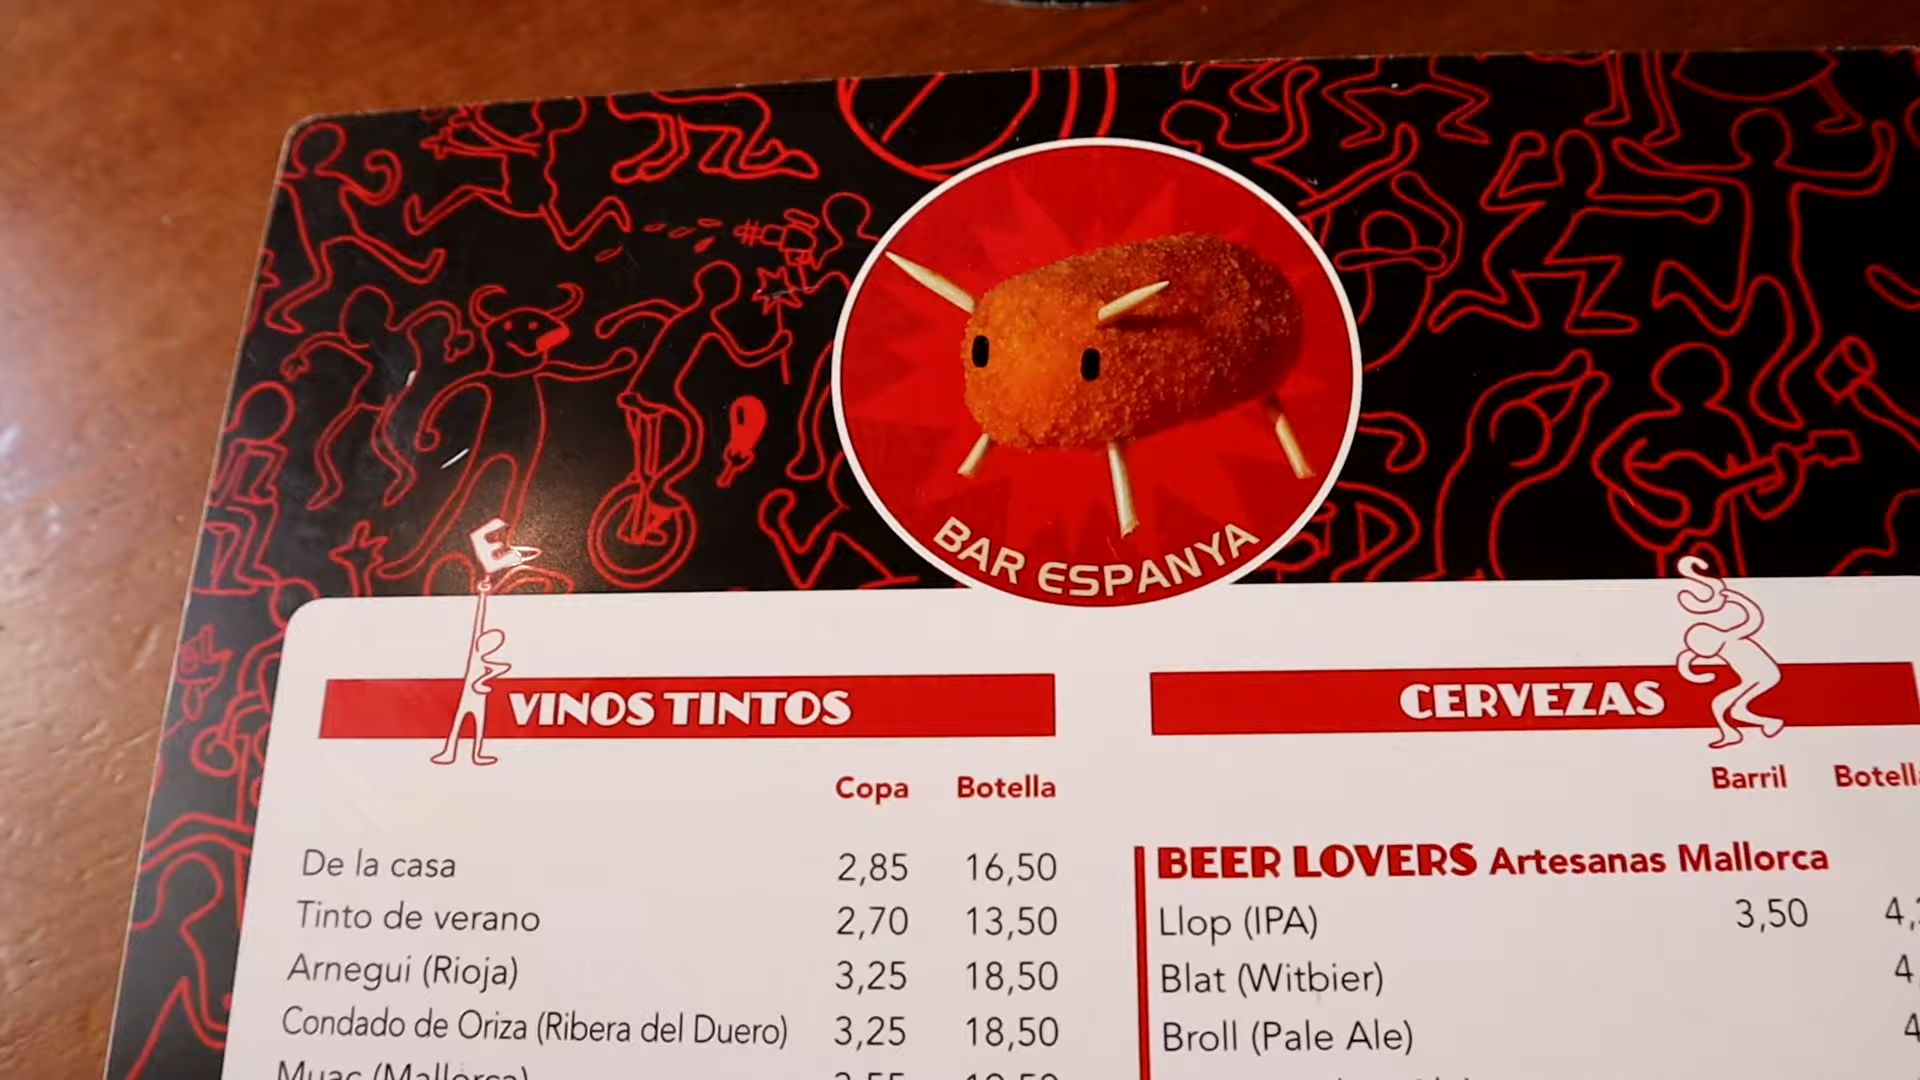 BAR ESPANYA
E
S
VINOS TINTOS
Copa Botella
De la casa 2,85 16,50
Tinto de verano 2,70 13,50
Arnegui (Rioja) 3,25 18,50
Condado de Oriza (Ribera del Duero) 3,25 18,50
Muac (Mallorca)
CERVEZAS
Barril Botella
BEER LOVERS Artesanas Mallorca
Llop (IPA) 3,50
Blat (Witbier)
Broll (Pale Ale)